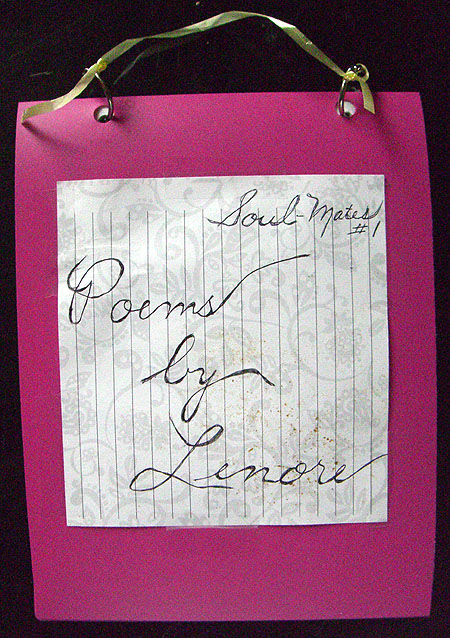 Soul-Mates
#1
Poems
by
Lenore